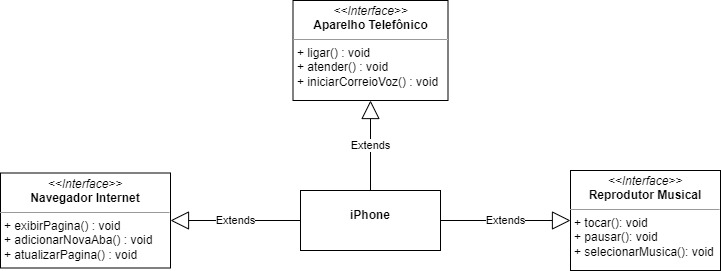 <<Interface>>
Aparelho Telefônico
+ ligar() : void
+ atender() : void
+ iniciarCorreioVoz() : void
Extends
<<Interface>>
Navegador Internet
+ exibirPagina() : void
+ adicionarNovaAba() : void
+ atualizarPagina() : void
Extends
iPhone
Extends
<<Interface>>
Reprodutor Musical
+ tocar(): void
+ pausar() : void
+ selecionarMusica() : void